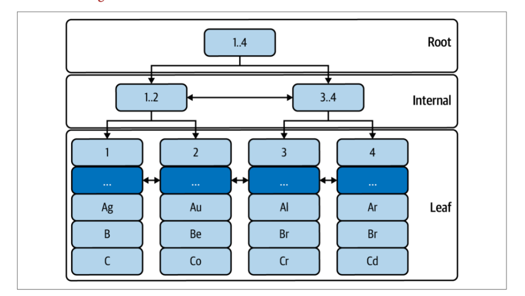 1..4 Root
1..2 3..4 Internal
1 2 3 4
... ... ... ...
Ag Au Al Ar Leaf
B Be Br Br
C Co Cr Cd